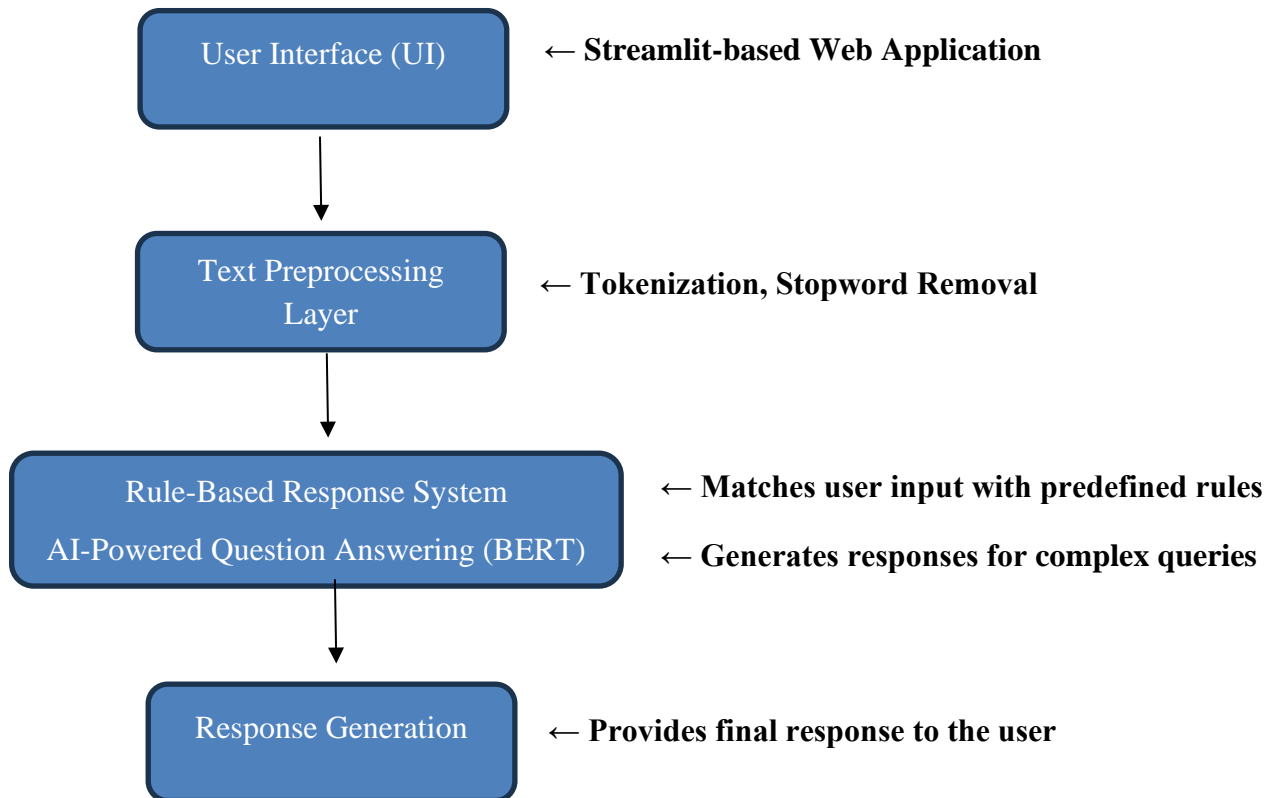 User Interface (UI)
← Streamlit-based Web Application
Text Preprocessing
Layer
← Tokenization, Stopword Removal
Rule-Based Response System
← Matches user input with predefined rules
AI-Powered Question Answering (BERT)
← Generates responses for complex queries
Response Generation
← Provides final response to the user